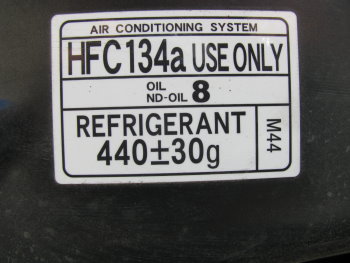 AIR CONDITIONING SYSTEM
HFC134a USE ONLY
OIL
ND-OIL 8
REFRIGERANT
440±30g
M44